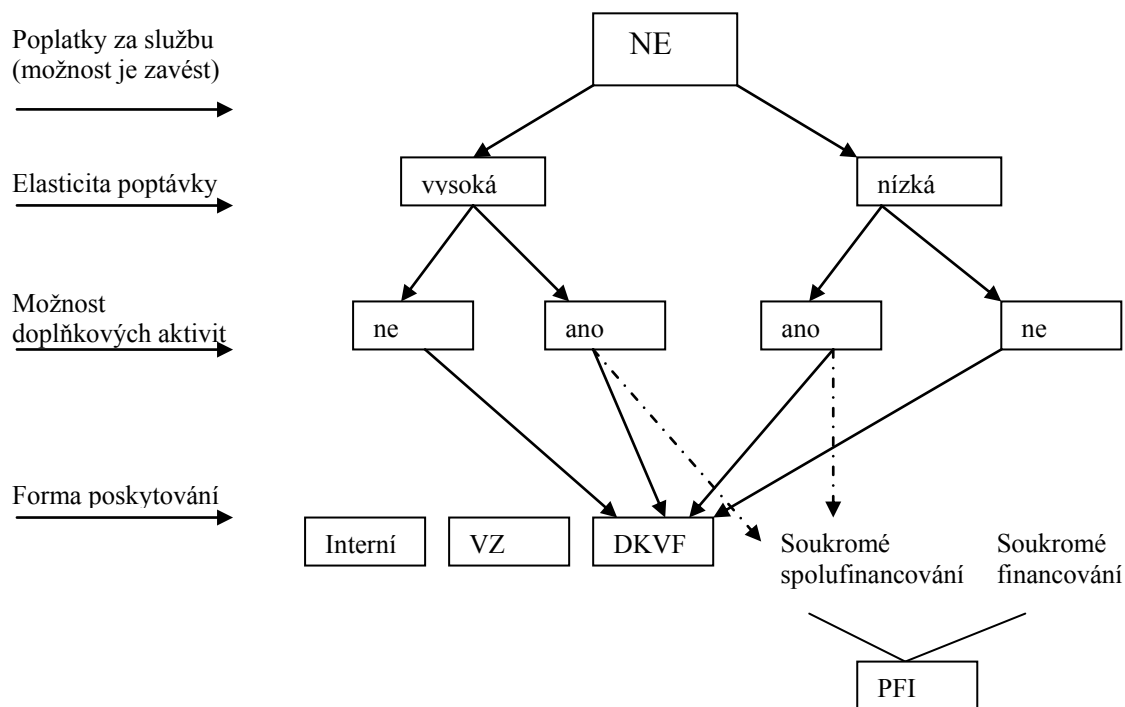 Poplatky za službu
(možnost je zavést)
NE
Elasticita poptávky
vysoká
nízká
Možnost
doplňkových aktivit
ne
ano
ano
ne
Forma poskytování
Interní
VZ
DKVF
Soukromé
spolufinancování
Soukromé
financování
PFI